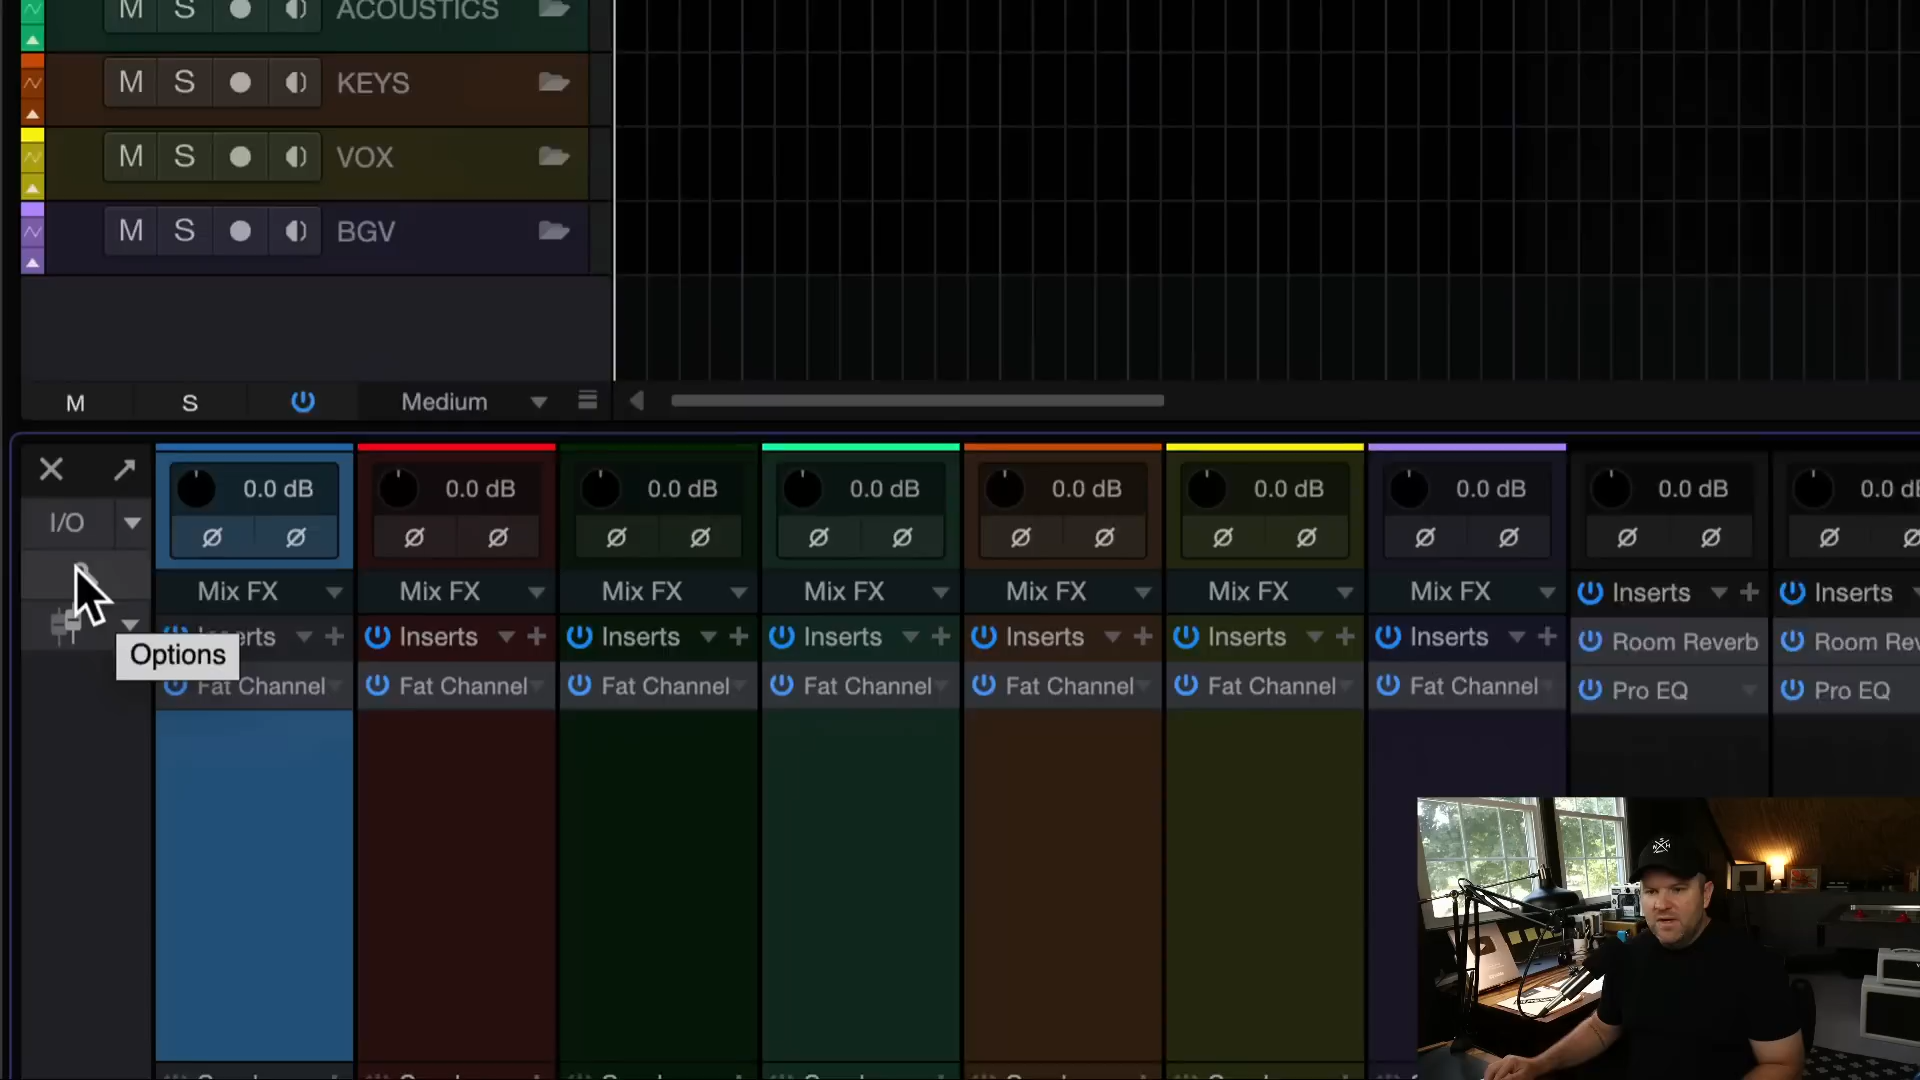 M S ACOUSTICS
M S KEYS
M S VOX
M S BGV
M S Medium
0.0 dB 0.0 dB 0.0 dB 0.0 dB 0.0 dB 0.0 dB 0.0 dB 0.0 dB 0.0
I/O Ø Ø Ø Ø Ø Ø Ø Ø Ø Ø Ø Ø Ø Ø Ø Ø Ø Ø
Mix FX Mix FX Mix FX Mix FX Mix FX Mix FX Mix FX Inserts Inserts
Inserts Inserts Inserts Inserts Inserts Inserts Room Reverb Room
Options
Fat Channel Fat Channel Fat Channel Fat Channel Fat Channel Fat Channel Fat Channel Pro EQ Pro EQ